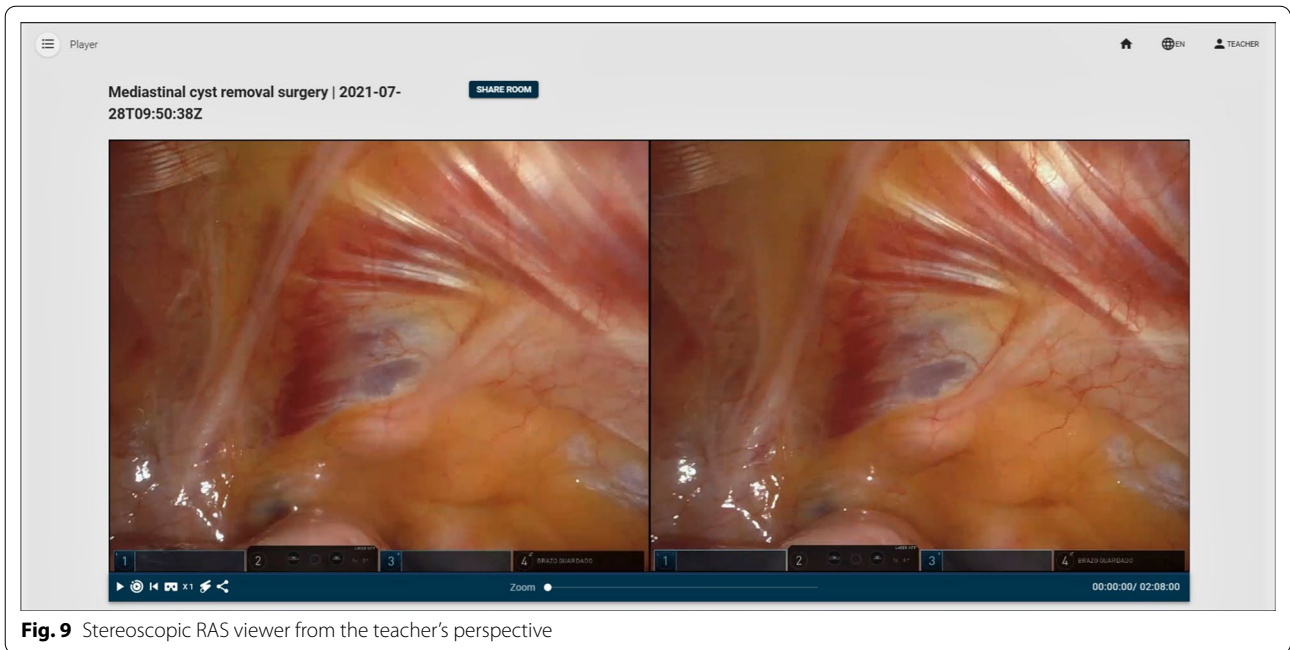 Player
EN
TEACHER
Mediastinal cyst removal surgery | 2021-07-
28T09:50:38Z
SHARE ROOM
1 2 3 4 BRAZO GUARDADO
1 2 3 4 BRAZO GUARDADO
x1
Zoom
00:00:00/ 02:08:00
Fig. 9 Stereoscopic RAS viewer from the teacher's perspective